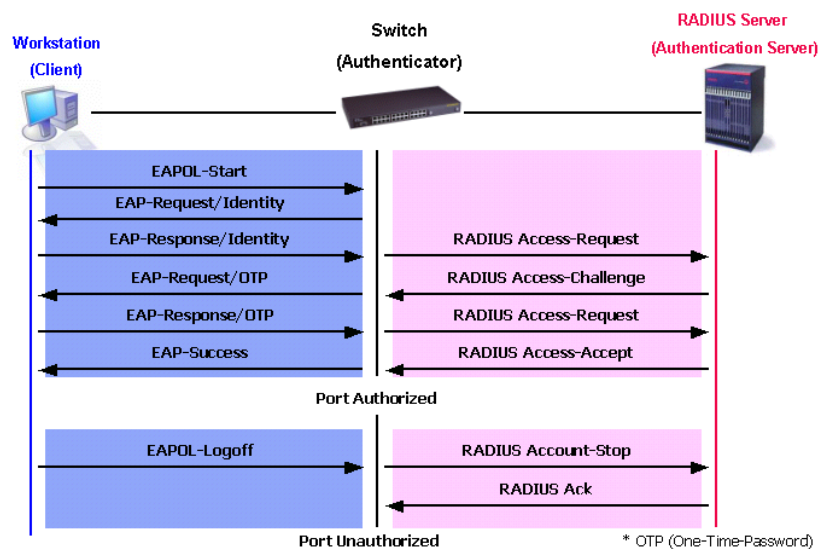 Workstation
(Client)
Switch
(Authenticator)
RADIUS Server
(Authentication Server)
EAPOL-Start
EAP-Request/Identity
EAP-Response/Identity
RADIUS Access-Request
EAP-Request/OTP
RADIUS Access-Challenge
EAP-Response/OTP
RADIUS Access-Request
EAP-Success
RADIUS Access-Accept
Port Authorized
EAPOL-Logoff
RADIUS Account-Stop
RADIUS Ack
Port Unauthorized
* OTP (One-Time-Password)